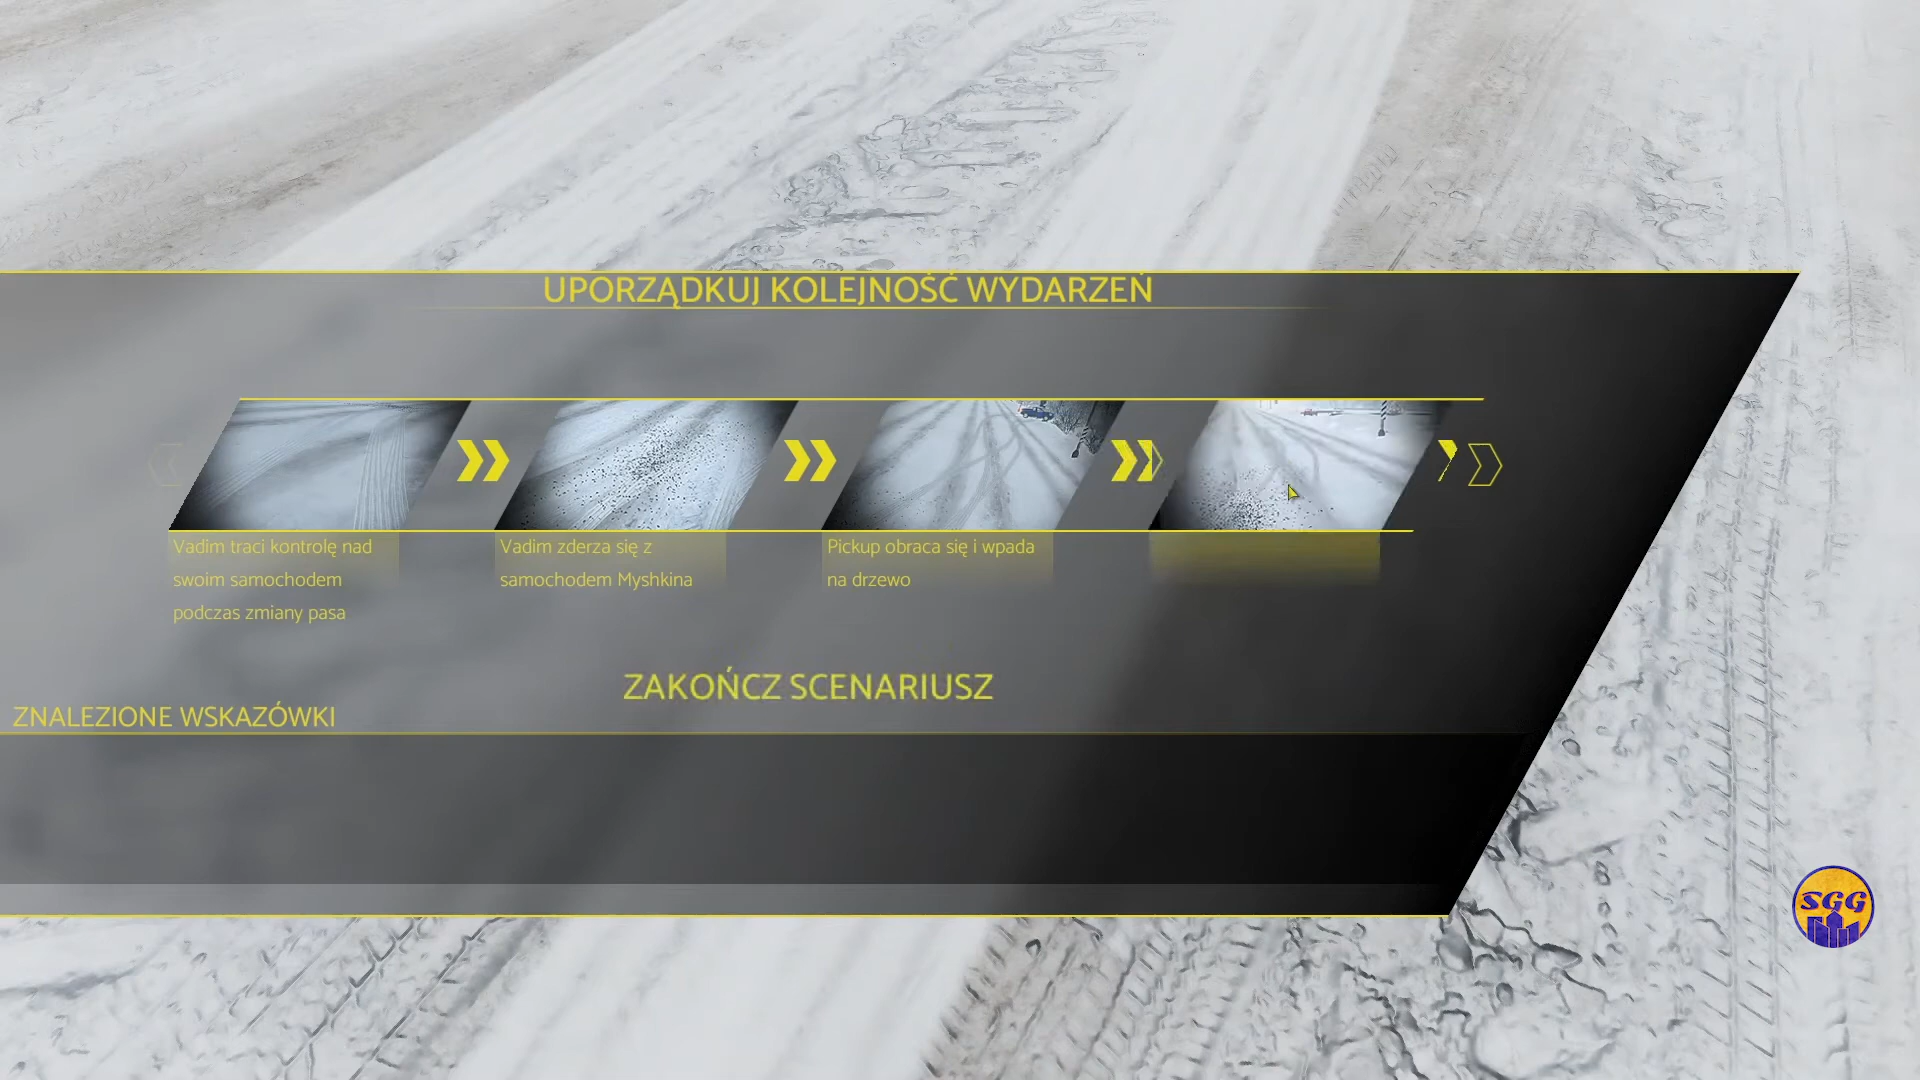 UPORZĄDKUJ KOLEJNOŚĆ WYDARZEŃ
Vadim traci kontrolę nad
swoim samochodem
podczas zmiany pasa
Vadim zderza się z
samochodem Myshkina
Pickup obraca się i wpada
na drzewo
ZAKOŃCZ SCENARIUSZ
ZNALEZIONE WSKAZÓWKI
SGG